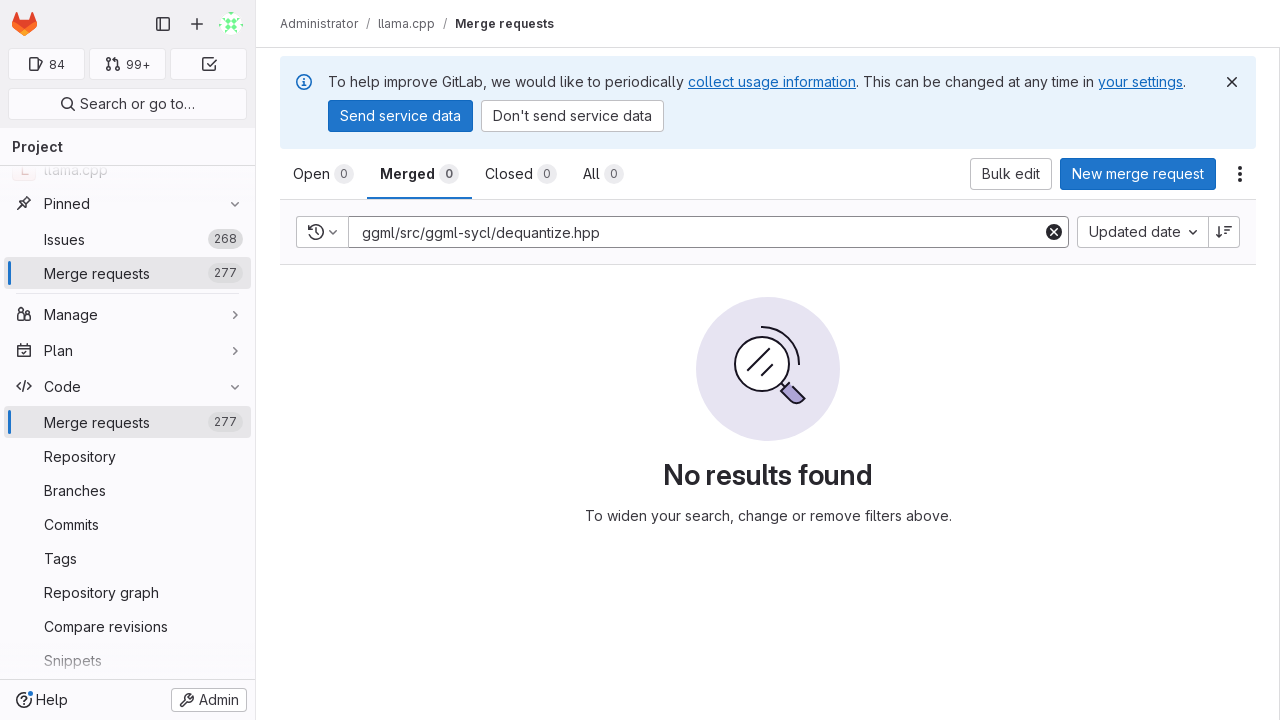 Administrator / llama.cpp / Merge requests
84
99+
Search or go to…
Project
llama.cpp
Pinned
Issues 268
Merge requests 277
Manage
Plan
Code
Merge requests 277
Repository
Branches
Commits
Tags
Repository graph
Compare revisions
Snippets
Help
Admin
To help improve GitLab, we would like to periodically collect usage information. This can be changed at any time in your settings.
Send service data
Don't send service data
Open 0
Merged 0
Closed 0
All 0
Bulk edit
New merge request
ggml/src/ggml-sycl/dequantize.hpp
Updated date
No results found
To widen your search, change or remove filters above.